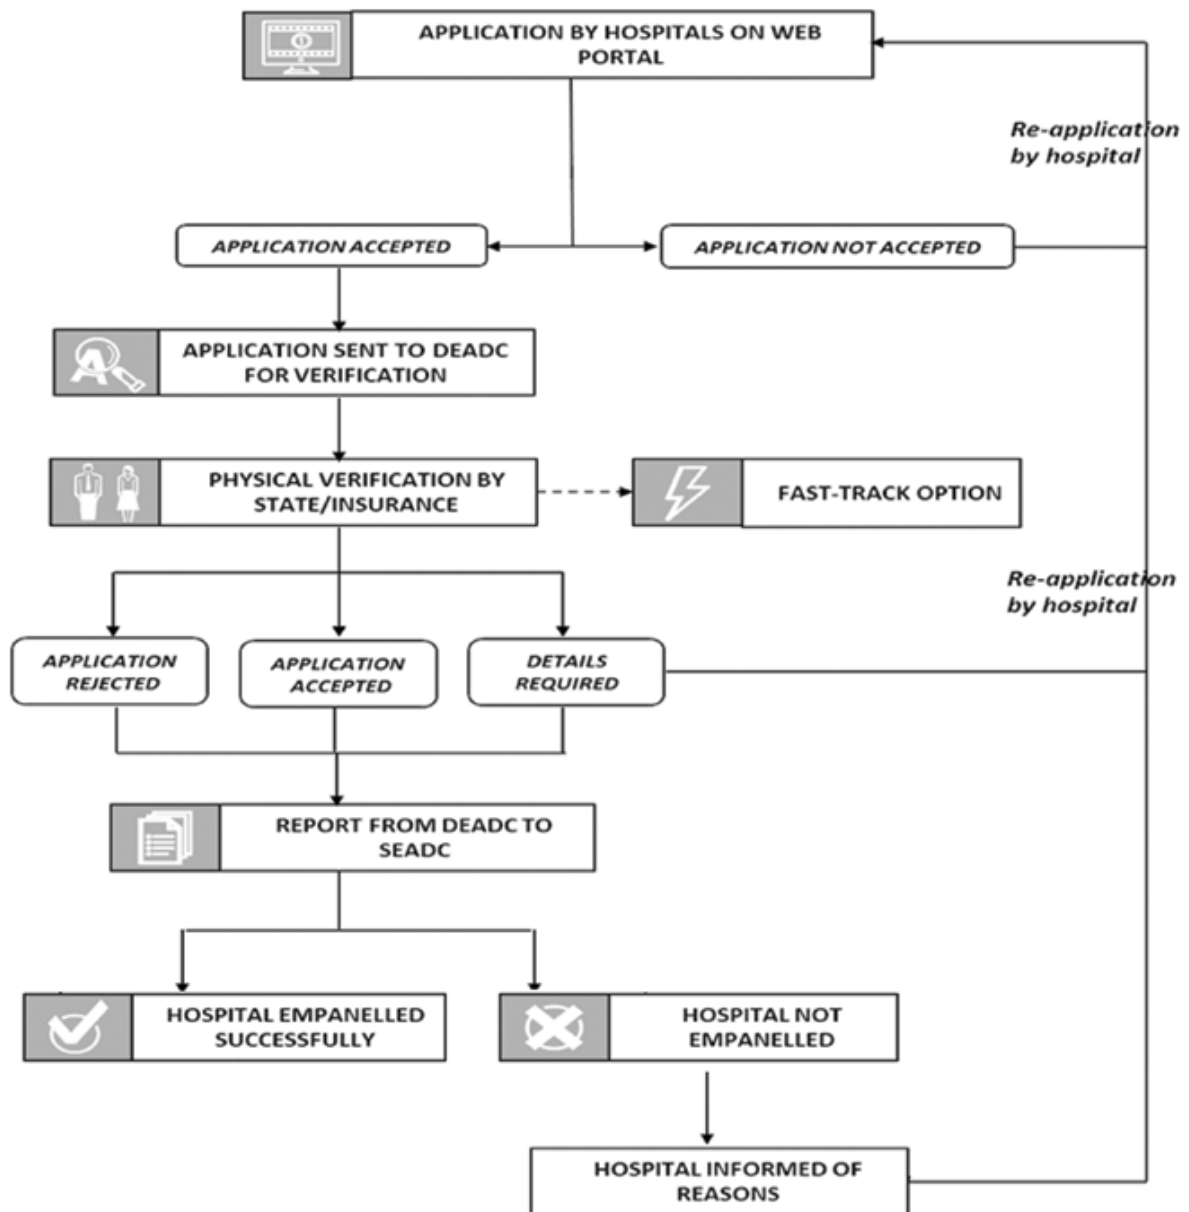 APPLICATION BY HOSPITALS ON WEB
PORTAL
Re-application
by hospital
APPLICATION ACCEPTED
APPLICATION NOT ACCEPTED
APPLICATION SENT TO DEADC
FOR VERIFICATION
PHYSICAL VERIFICATION BY
STATE/INSURANCE
FAST-TRACK OPTION
Re-application
by hospital
APPLICATION
REJECTED
APPLICATION
ACCEPTED
DETAILS
REQUIRED
REPORT FROM DEADC TO
SEADC
HOSPITAL EMPANELLED
SUCCESSFULLY
HOSPITAL NOT
EMPANELLED
HOSPITAL INFORMED OF
REASONS